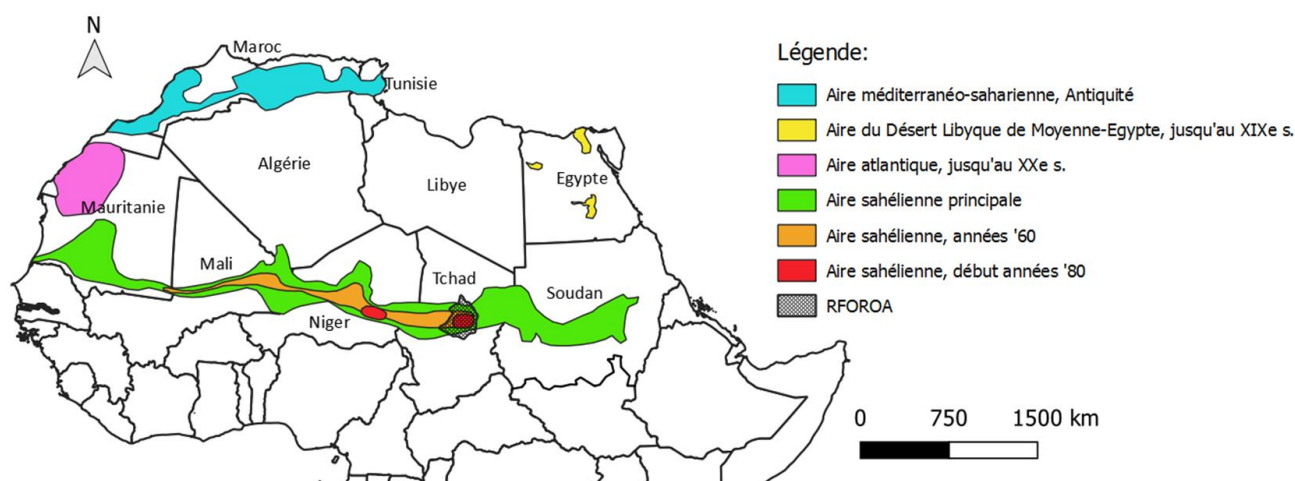 N
Maroc
Tunisie
Algérie
Libye
Egypte
Mauritanie
Mali
Tchad
Soudan
Niger
Légende:
Aire méditerranéo-saharienne, Antiquité
Aire du Désert Libyque de Moyenne-Egypte, jusqu'au XIXe s.
Aire atlantique, jusqu'au XXe s.
Aire sahélienne principale
Aire sahélienne, années '60
Aire sahélienne, début années '80
RFOROA
0 750 1500 km